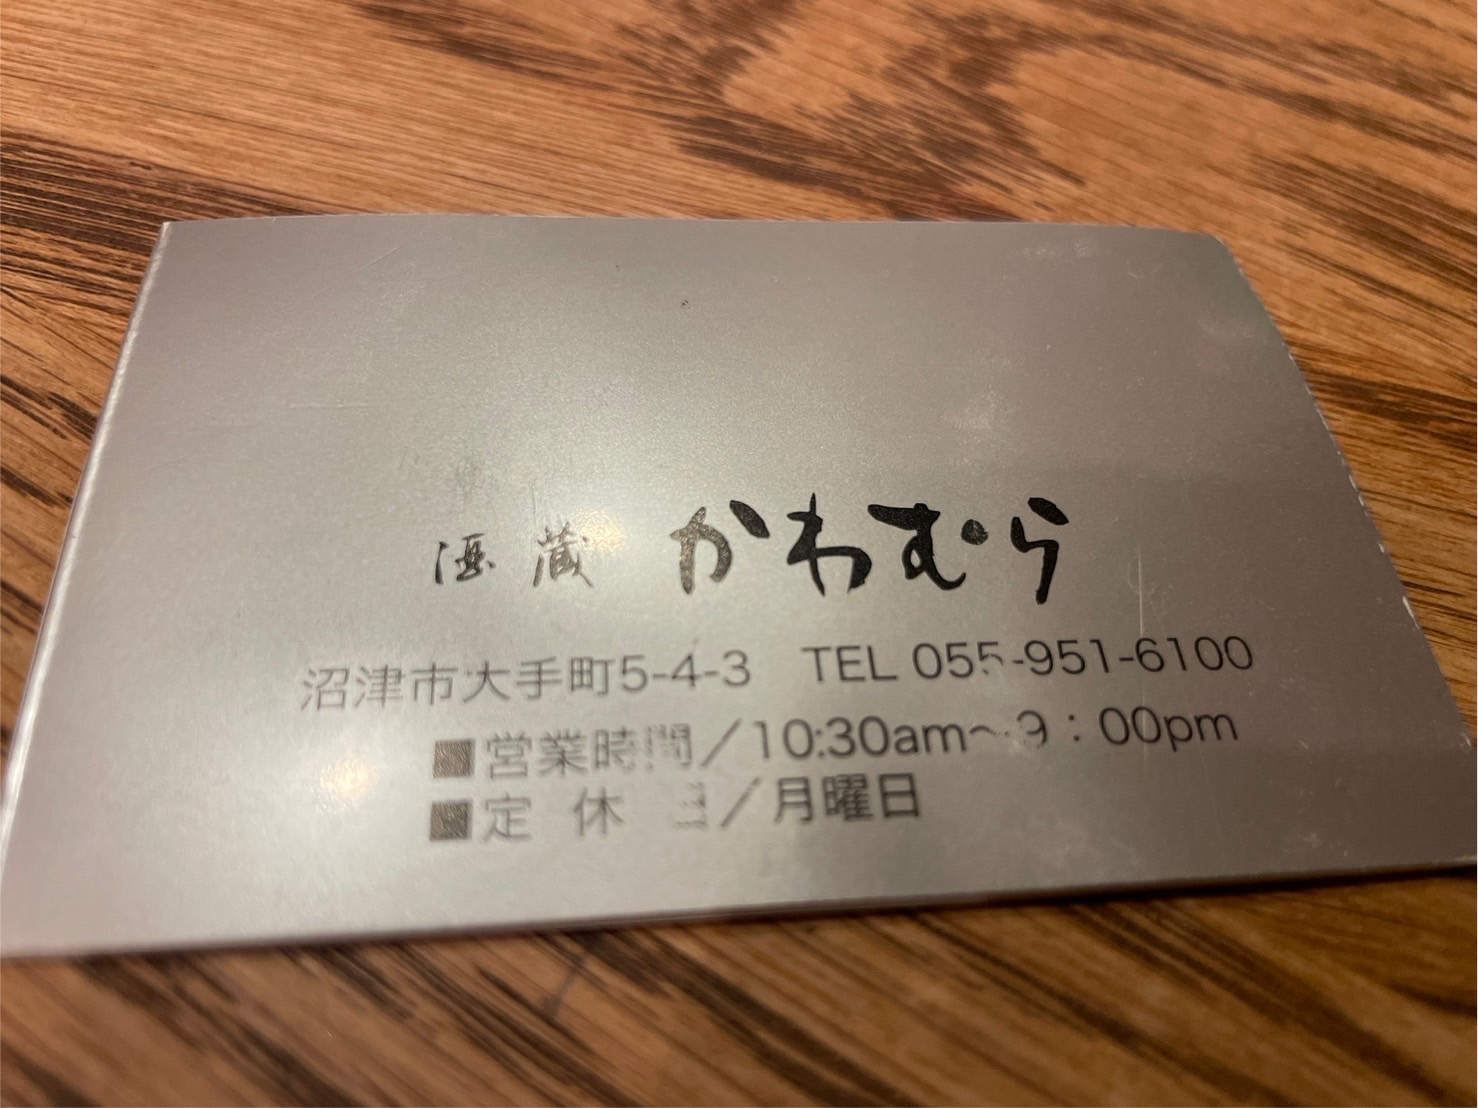 酒蔵 かわむら
沼津市大手町5-4-3 TEL 055-951-6100
■営業時間／10:30am〜9：00pm
■定休日／月曜日